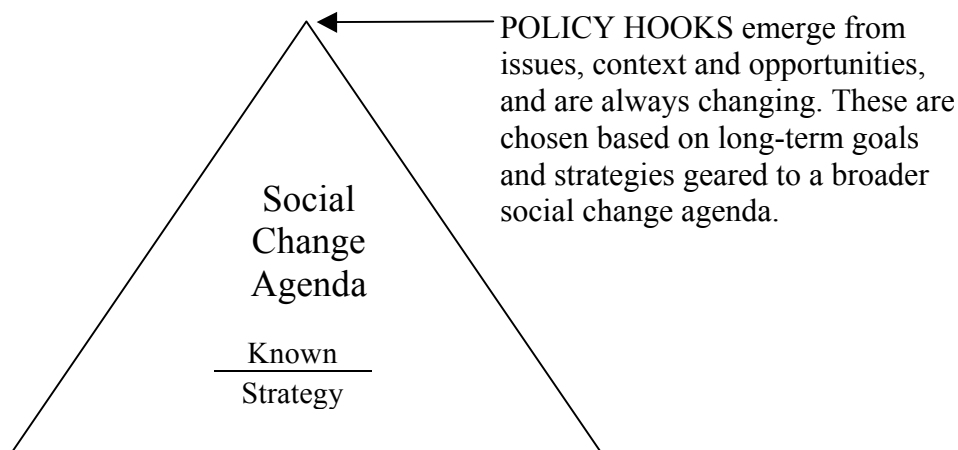 POLICY HOOKS emerge from
issues, context and opportunities,
and are always changing. These are
chosen based on long-term goals
and strategies geared to a broader
social change agenda.
Social
Change
Agenda
Known
Strategy